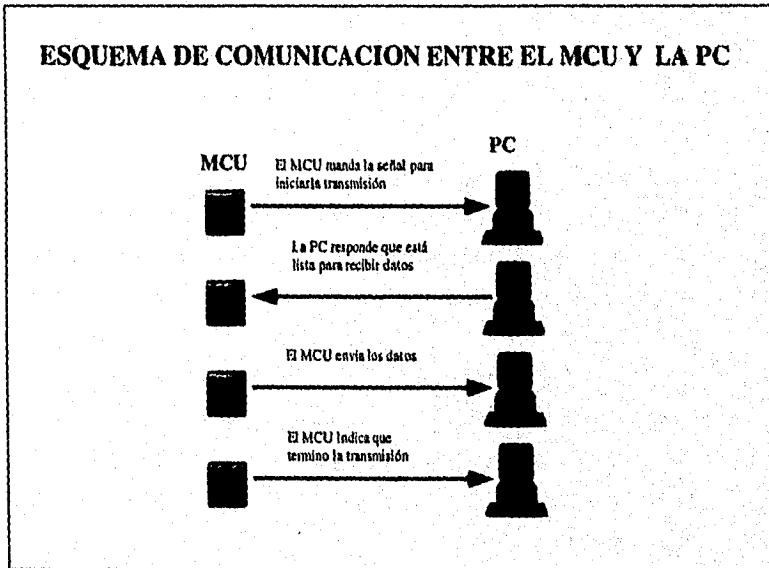 ESQUEMA DE COMUNICACION ENTRE EL MCU Y LA PC
MCU
PC
El MCU manda la señal para
iniciarla transmisión
La PC responde que está
lista para recibir datos
El MCU envía los datos
El MCU Indica que
termino la transmisión